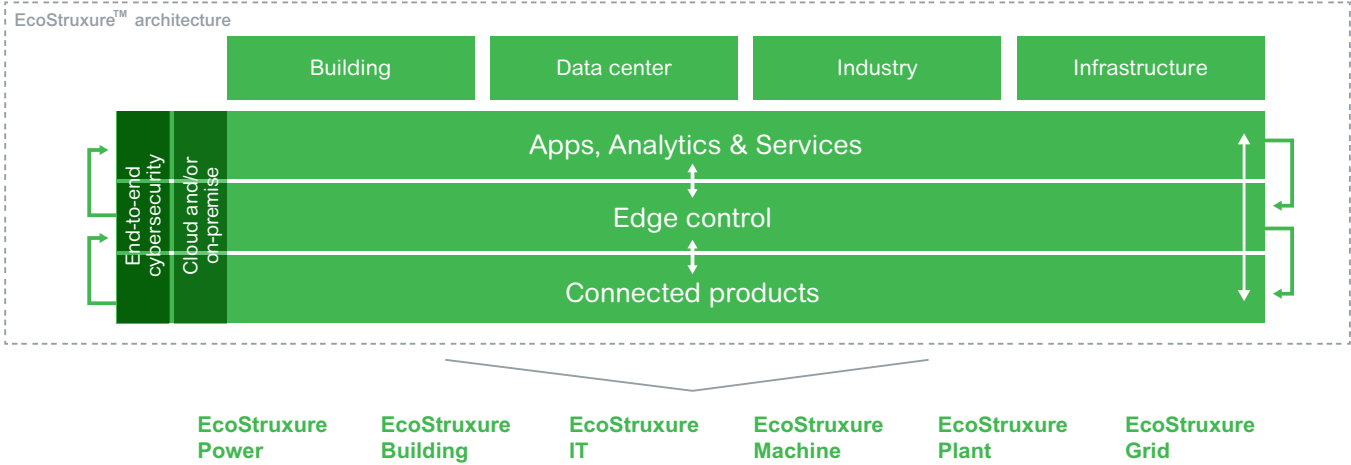 EcoStruxure™ architecture
Building
Data center
Industry
Infrastructure
End-to-end
cybersecurity
Cloud and/or
on-premise
Apps, Analytics & Services
Edge control
Connected products
EcoStruxure
Power
EcoStruxure
Building
EcoStruxure
IT
EcoStruxure
Machine
EcoStruxure
Plant
EcoStruxure
Grid